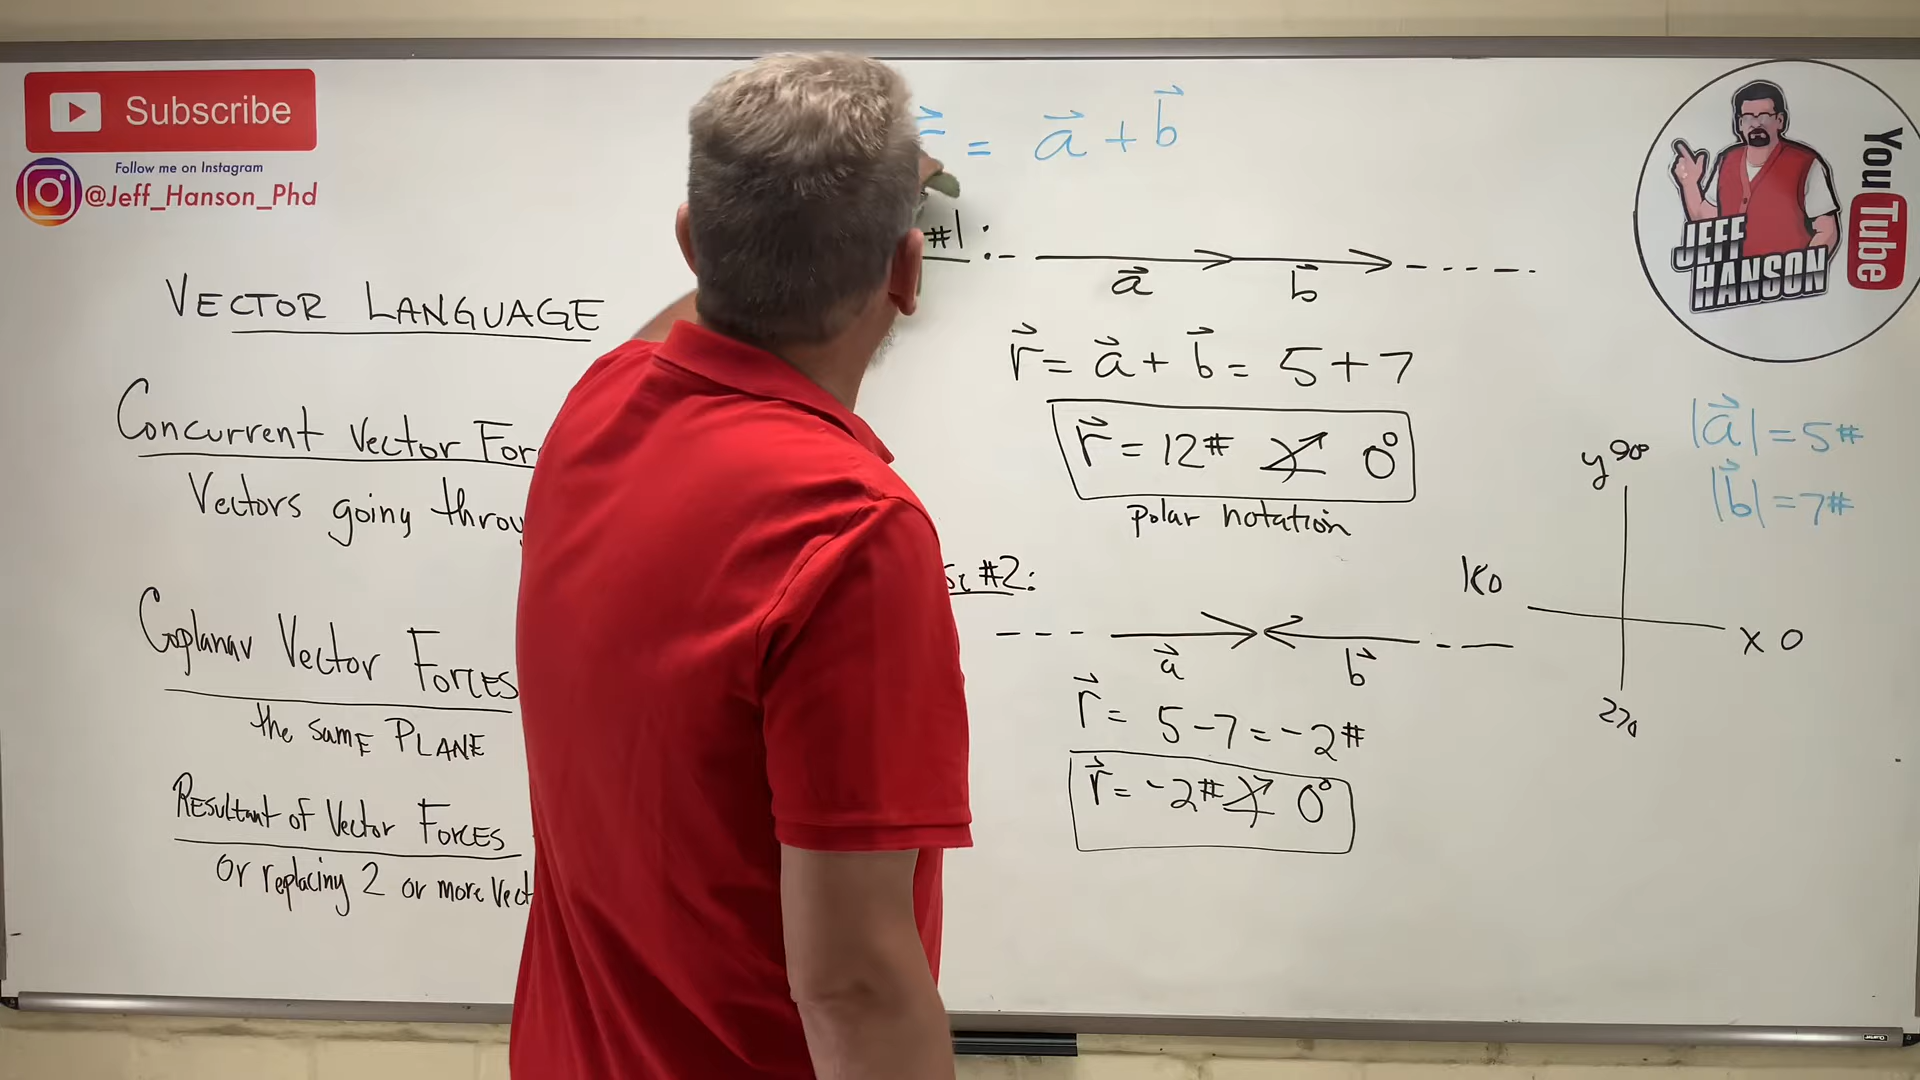 Subscribe
Follow me on Instagram
@Jeff_Hanson_Phd
VECTOR LANGUAGE
Concurrent Vector For
Vectors going throu
Coplanar Vector Forces
the same PLANE
Resultant of Vector Forces
Or replacing 2 or more Vect
= a⃗ + b⃗
#1:
a⃗ b⃗
r⃗ = a⃗ + b⃗ = 5 + 7
r⃗ = 12# ∠ 0°
polar notation
#2:
a⃗ b⃗
r⃗ = 5 - 7 = -2#
r⃗ = -2# ∠ 0°
|a⃗| = 5#
|b⃗| = 7#
y 90°
x 0
270
YouTube
JEFF
HANSON